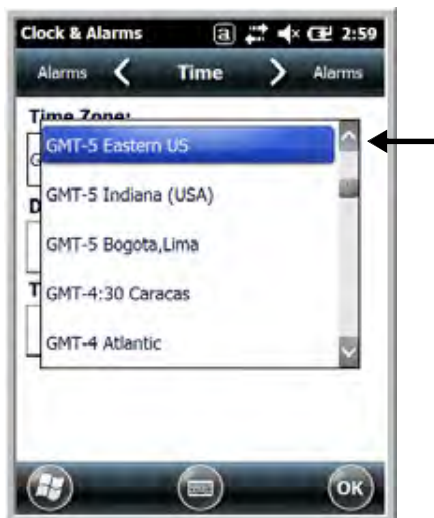 Clock & Alarms a 2:59
Alarms Time Alarms
Time Zone:
GMT-5 Eastern US
G
GMT-5 Indiana (USA)
D
GMT-5 Bogota,Lima
T
GMT-4:30 Caracas
GMT-4 Atlantic
OK